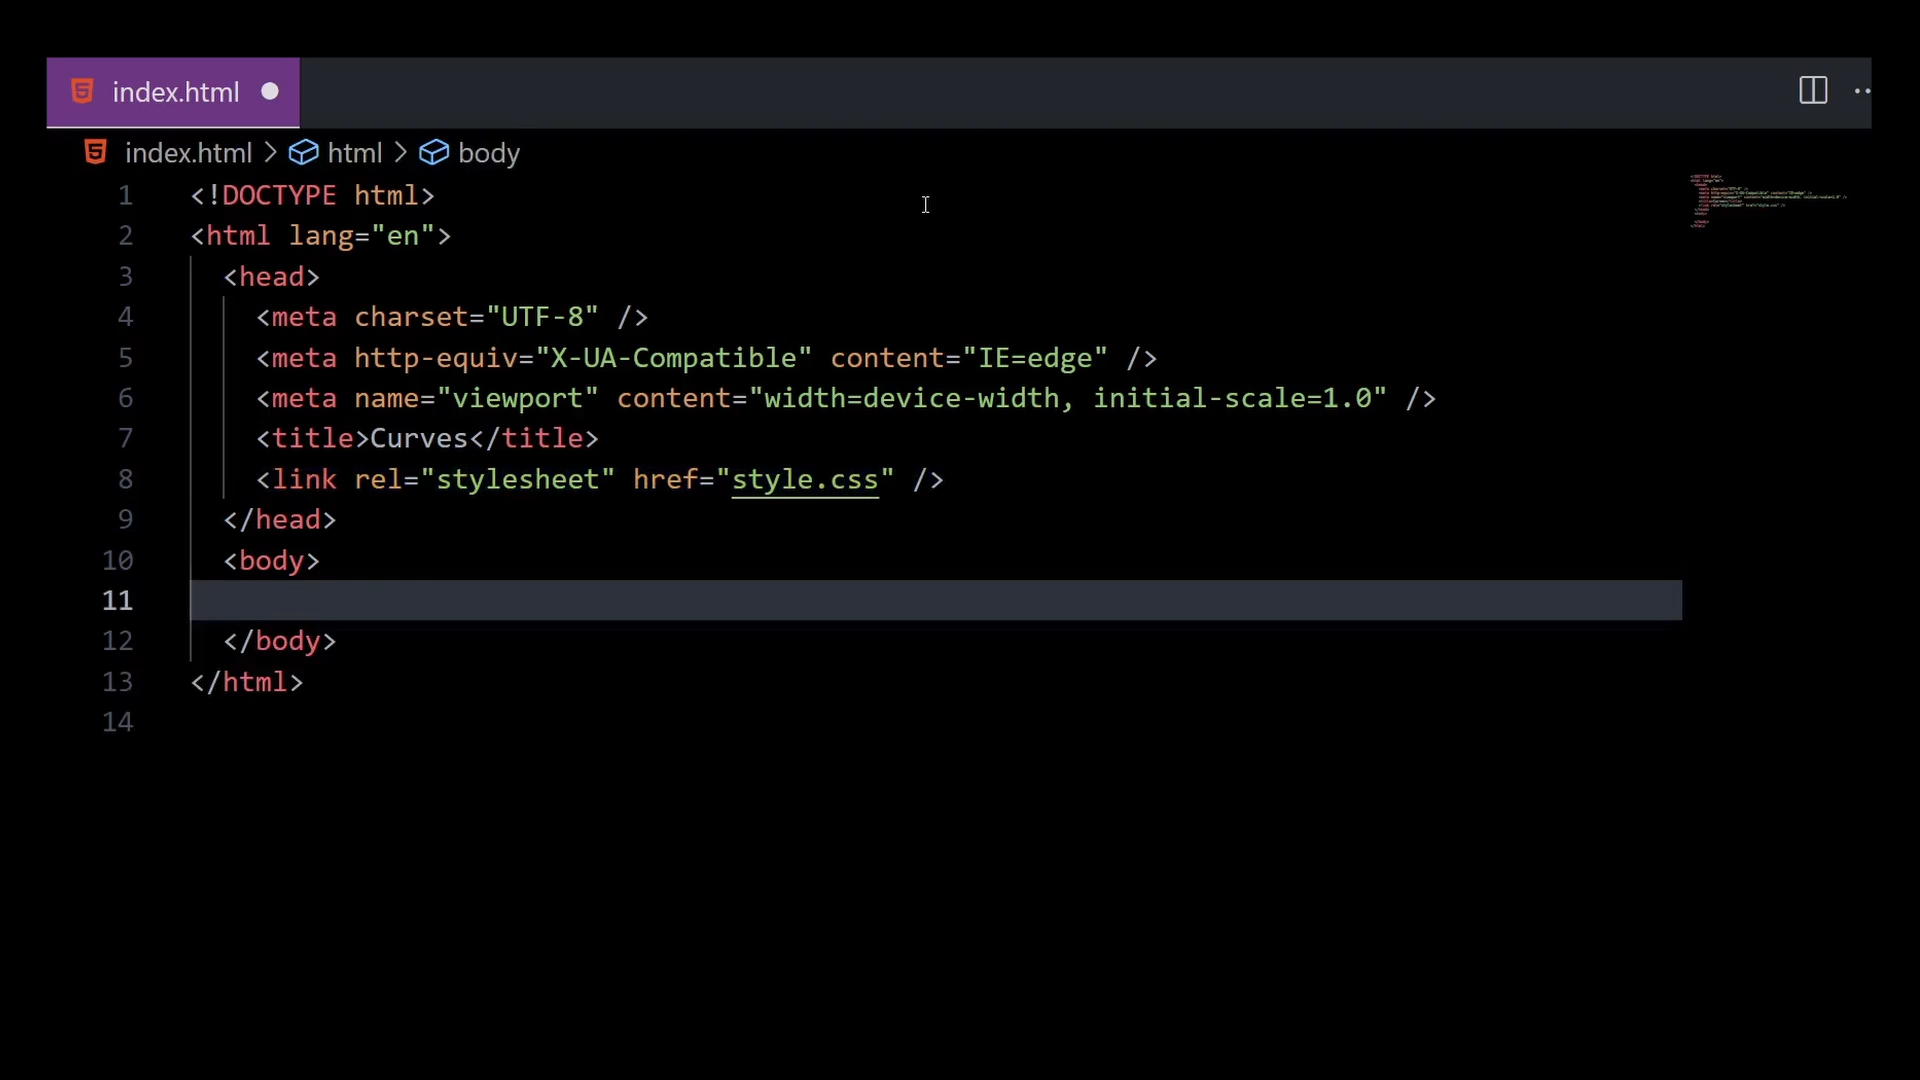 index.html
index.html > html > body
1 <!DOCTYPE html>
2 <html lang="en">
3 <head>
4 <meta charset="UTF-8" />
5 <meta http-equiv="X-UA-Compatible" content="IE=edge" />
6 <meta name="viewport" content="width=device-width, initial-scale=1.0" />
7 <title>Curves</title>
8 <link rel="stylesheet" href="style.css" />
9 </head>
10 <body>
11
12 </body>
13 </html>
14